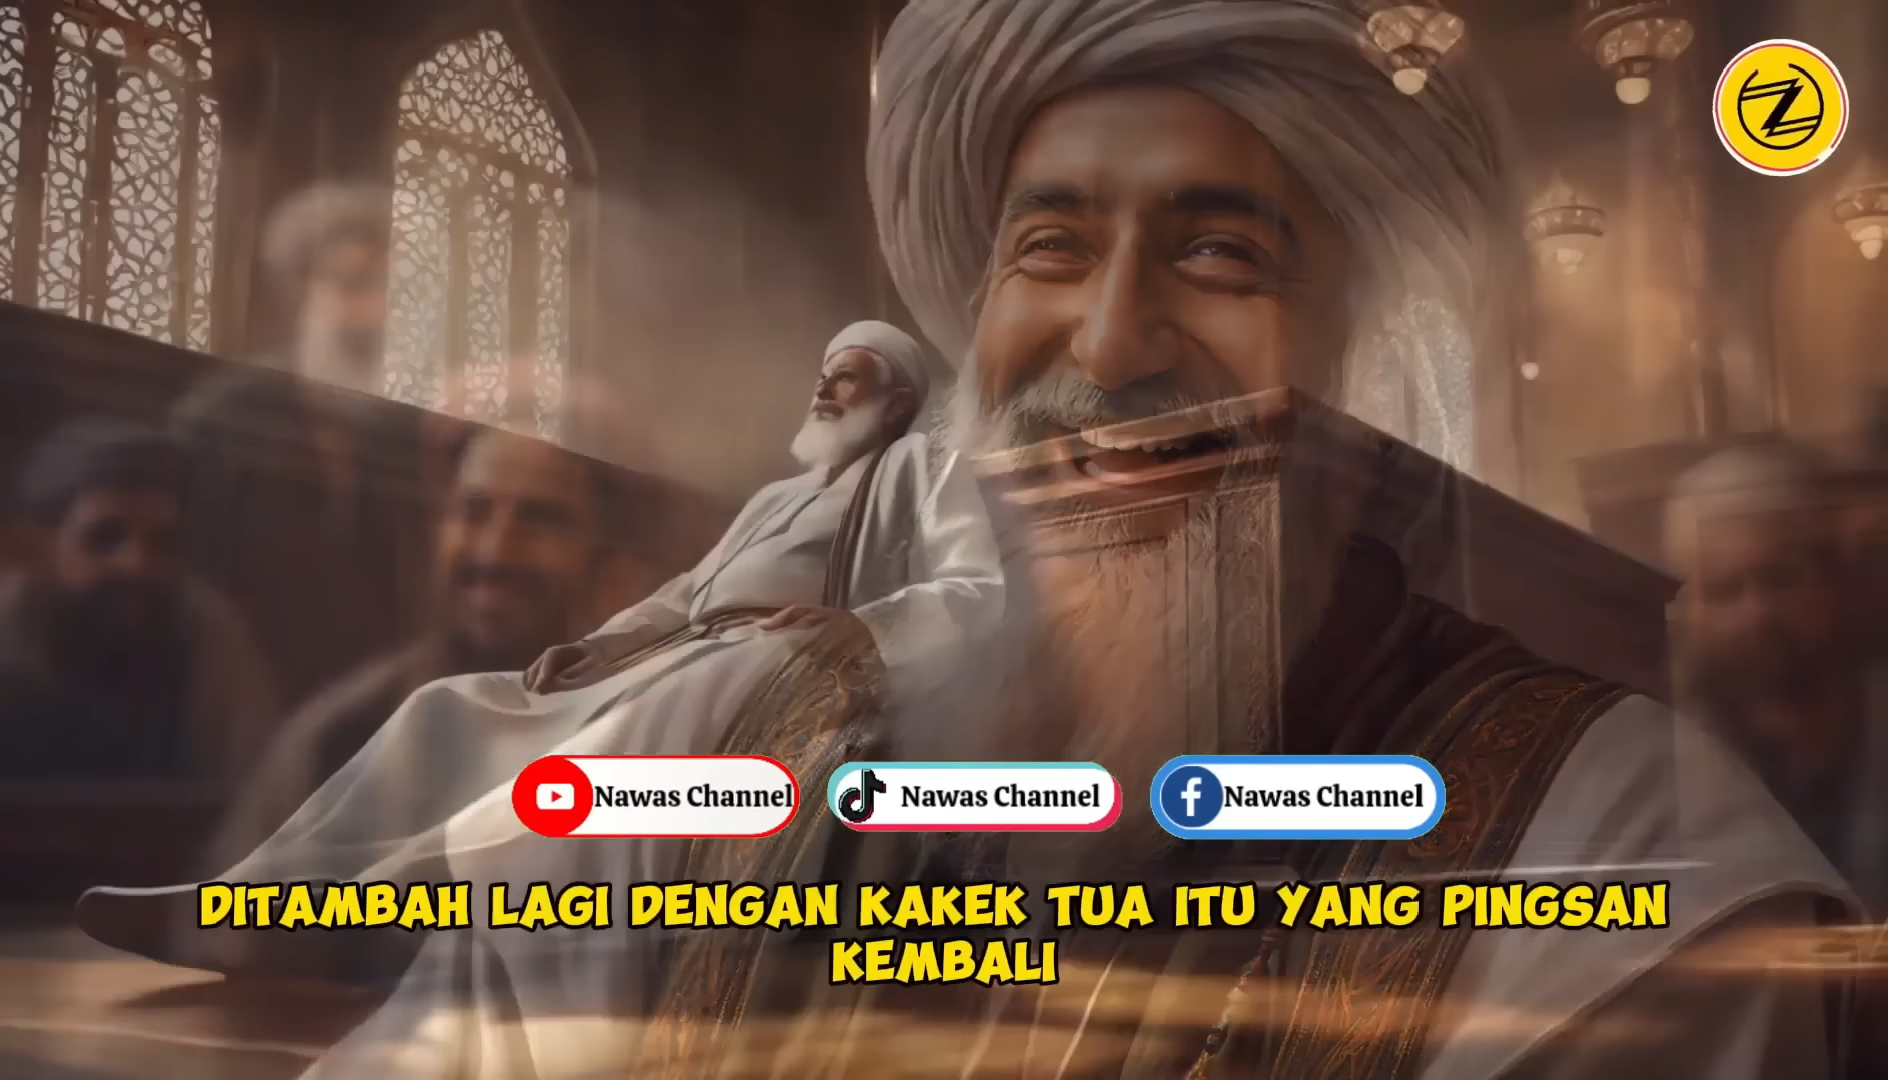 Nawas Channel
Nawas Channel
Nawas Channel
DITAMBAH LAGI DENGAN KAKEK TUA ITU YANG PINGSAN
KEMBALI